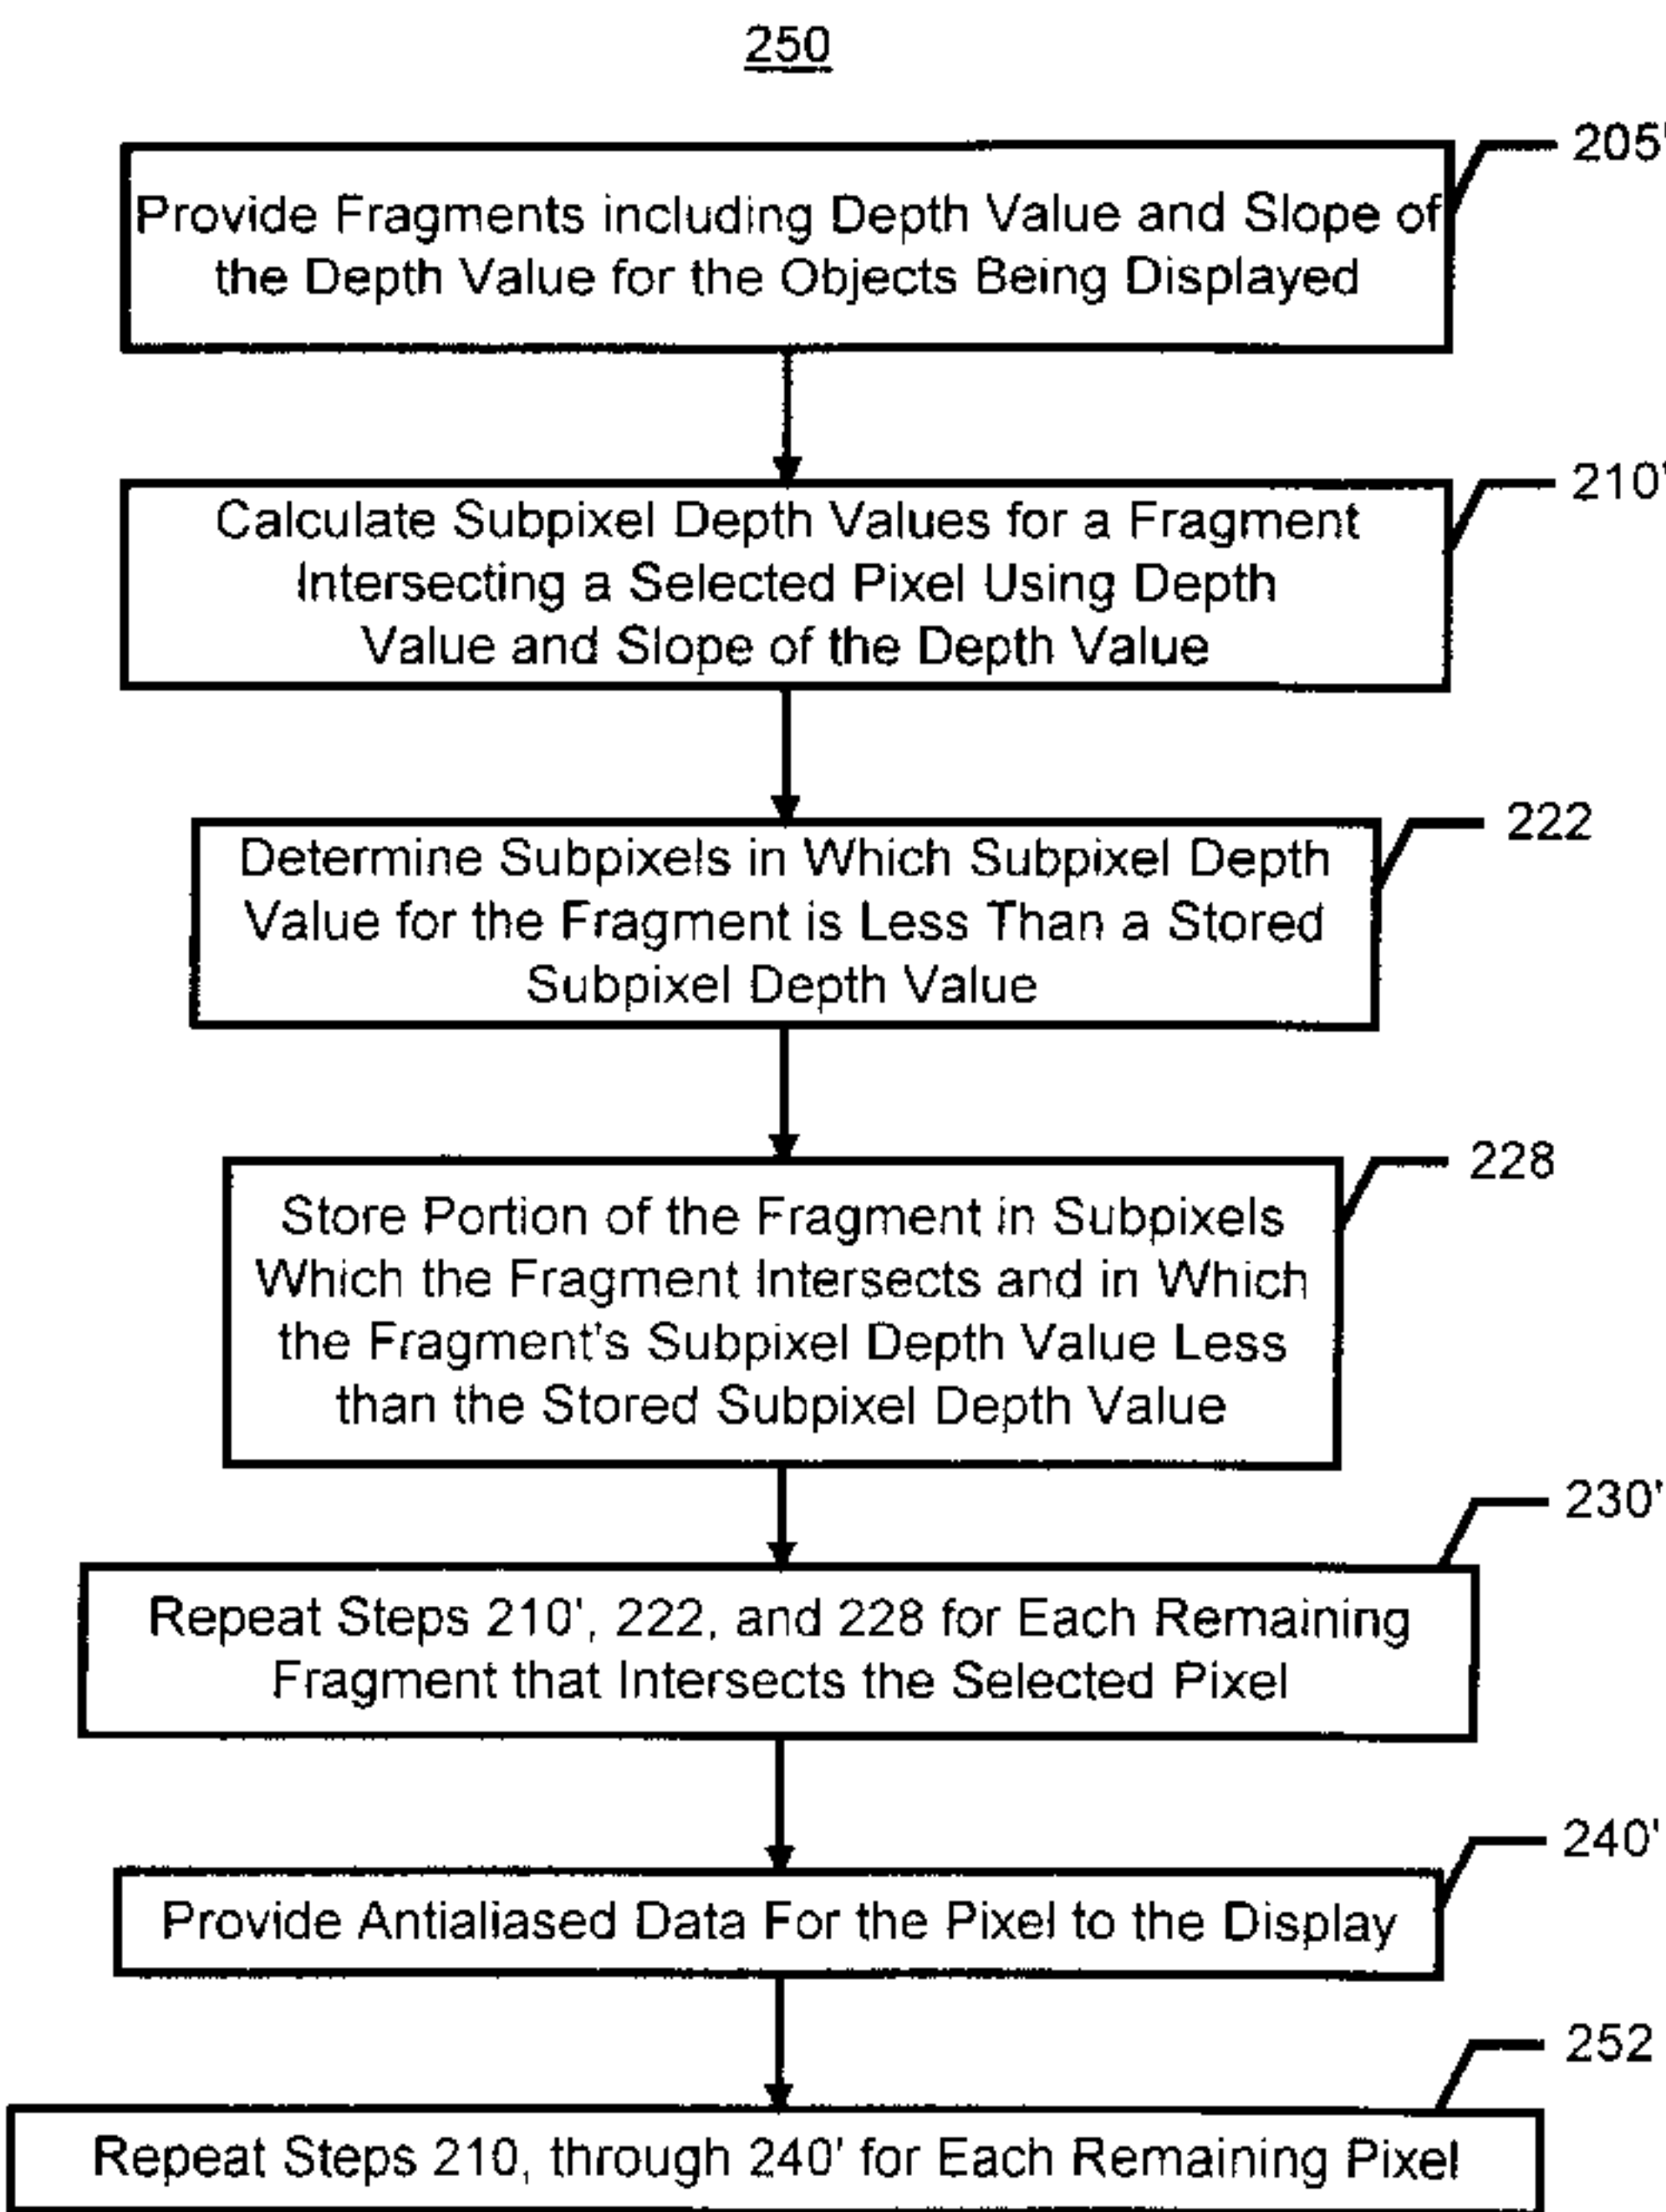 250
205'
Provide Fragments including Depth Value and Slope of
the Depth Value for the Objects Being Displayed
210'
Calculate Subpixel Depth Values for a Fragment
Intersecting a Selected Pixel Using Depth
Value and Slope of the Depth Value
222
Determine Subpixels in Which Subpixel Depth
Value for the Fragment is Less Than a Stored
Subpixel Depth Value
228
Store Portion of the Fragment in Subpixels
Which the Fragment Intersects and in Which
the Fragment's Subpixel Depth Value Less
than the Stored Subpixel Depth Value
230'
Repeat Steps 210', 222, and 228 for Each Remaining
Fragment that Intersects the Selected Pixel
240'
Provide Antialiased Data For the Pixel to the Display
252
Repeat Steps 210, through 240' for Each Remaining Pixel